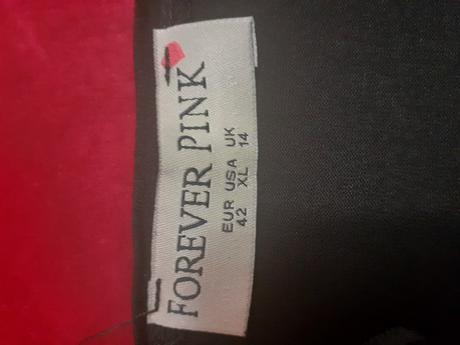 FOREVER PINK
EUR USA UK
42 XL 14